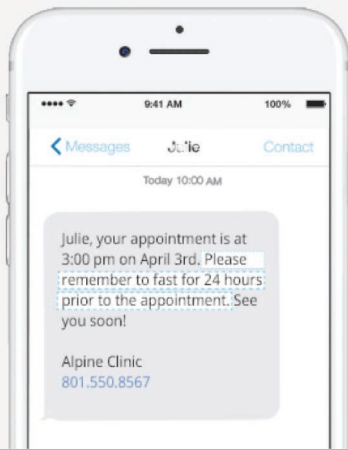 9:41 AM 100%
Messages Julie Contact
Today 10:00 AM
Julie, your appointment is at
3:00 pm on April 3rd. Please
remember to fast for 24 hours
prior to the appointment. See
you soon!
Alpine Clinic
801.550.8567